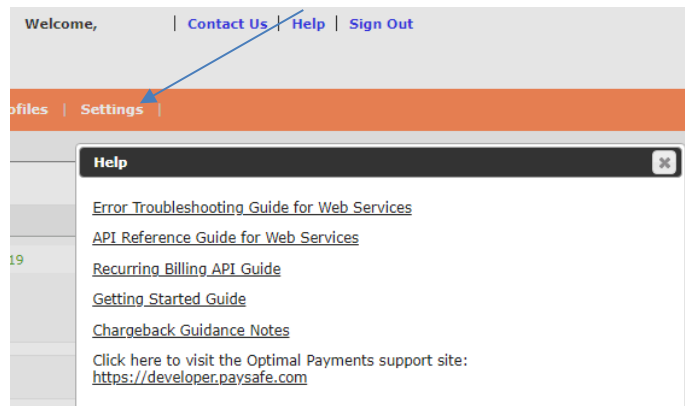 Welcome, | Contact Us | Help | Sign Out
ofiles | Settings |
Help
Error Troubleshooting Guide for Web Services
API Reference Guide for Web Services
19
Recurring Billing API Guide
Getting Started Guide
Chargeback Guidance Notes
Click here to visit the Optimal Payments support site:
https://developer.paysafe.com